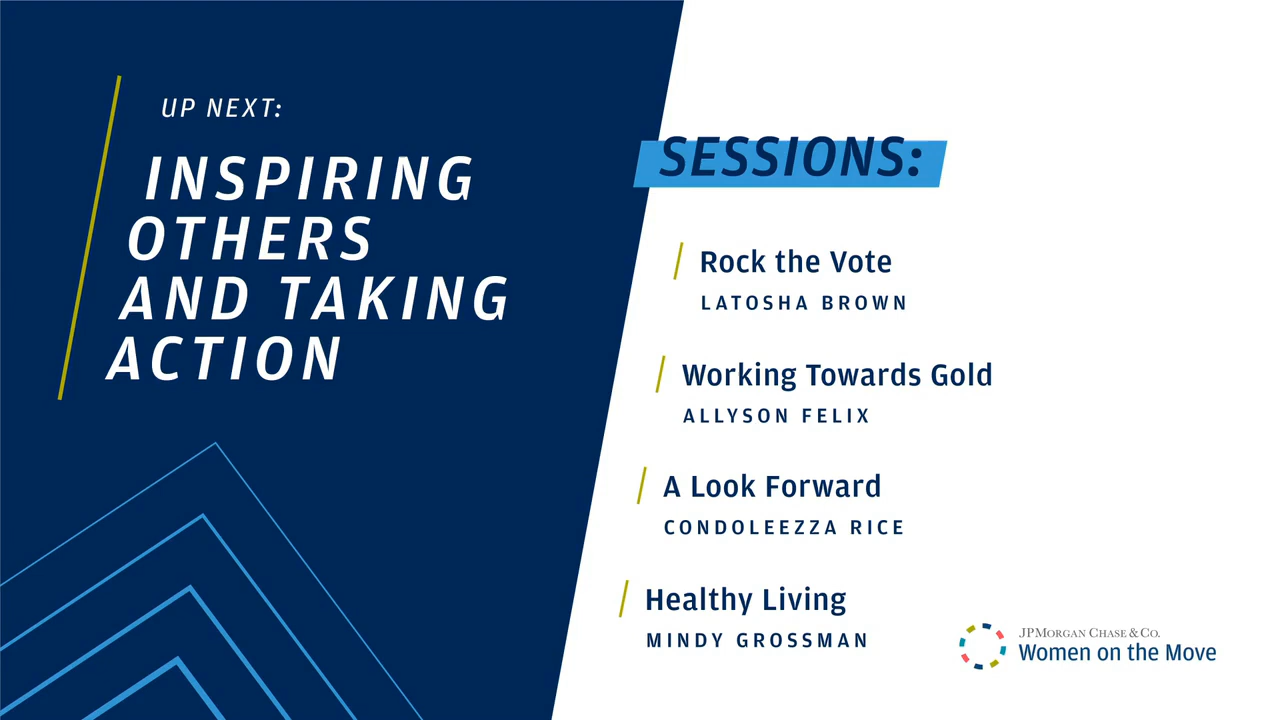 UP NEXT:
INSPIRING
OTHERS
AND TAKING
ACTION
SESSIONS:
Rock the Vote
LATOSHA BROWN
Working Towards Gold
ALLYSON FELIX
A Look Forward
CONDOLEEZZA RICE
Healthy Living
MINDY GROSSMAN
JPMORGAN CHASE & CO.
Women on the Move